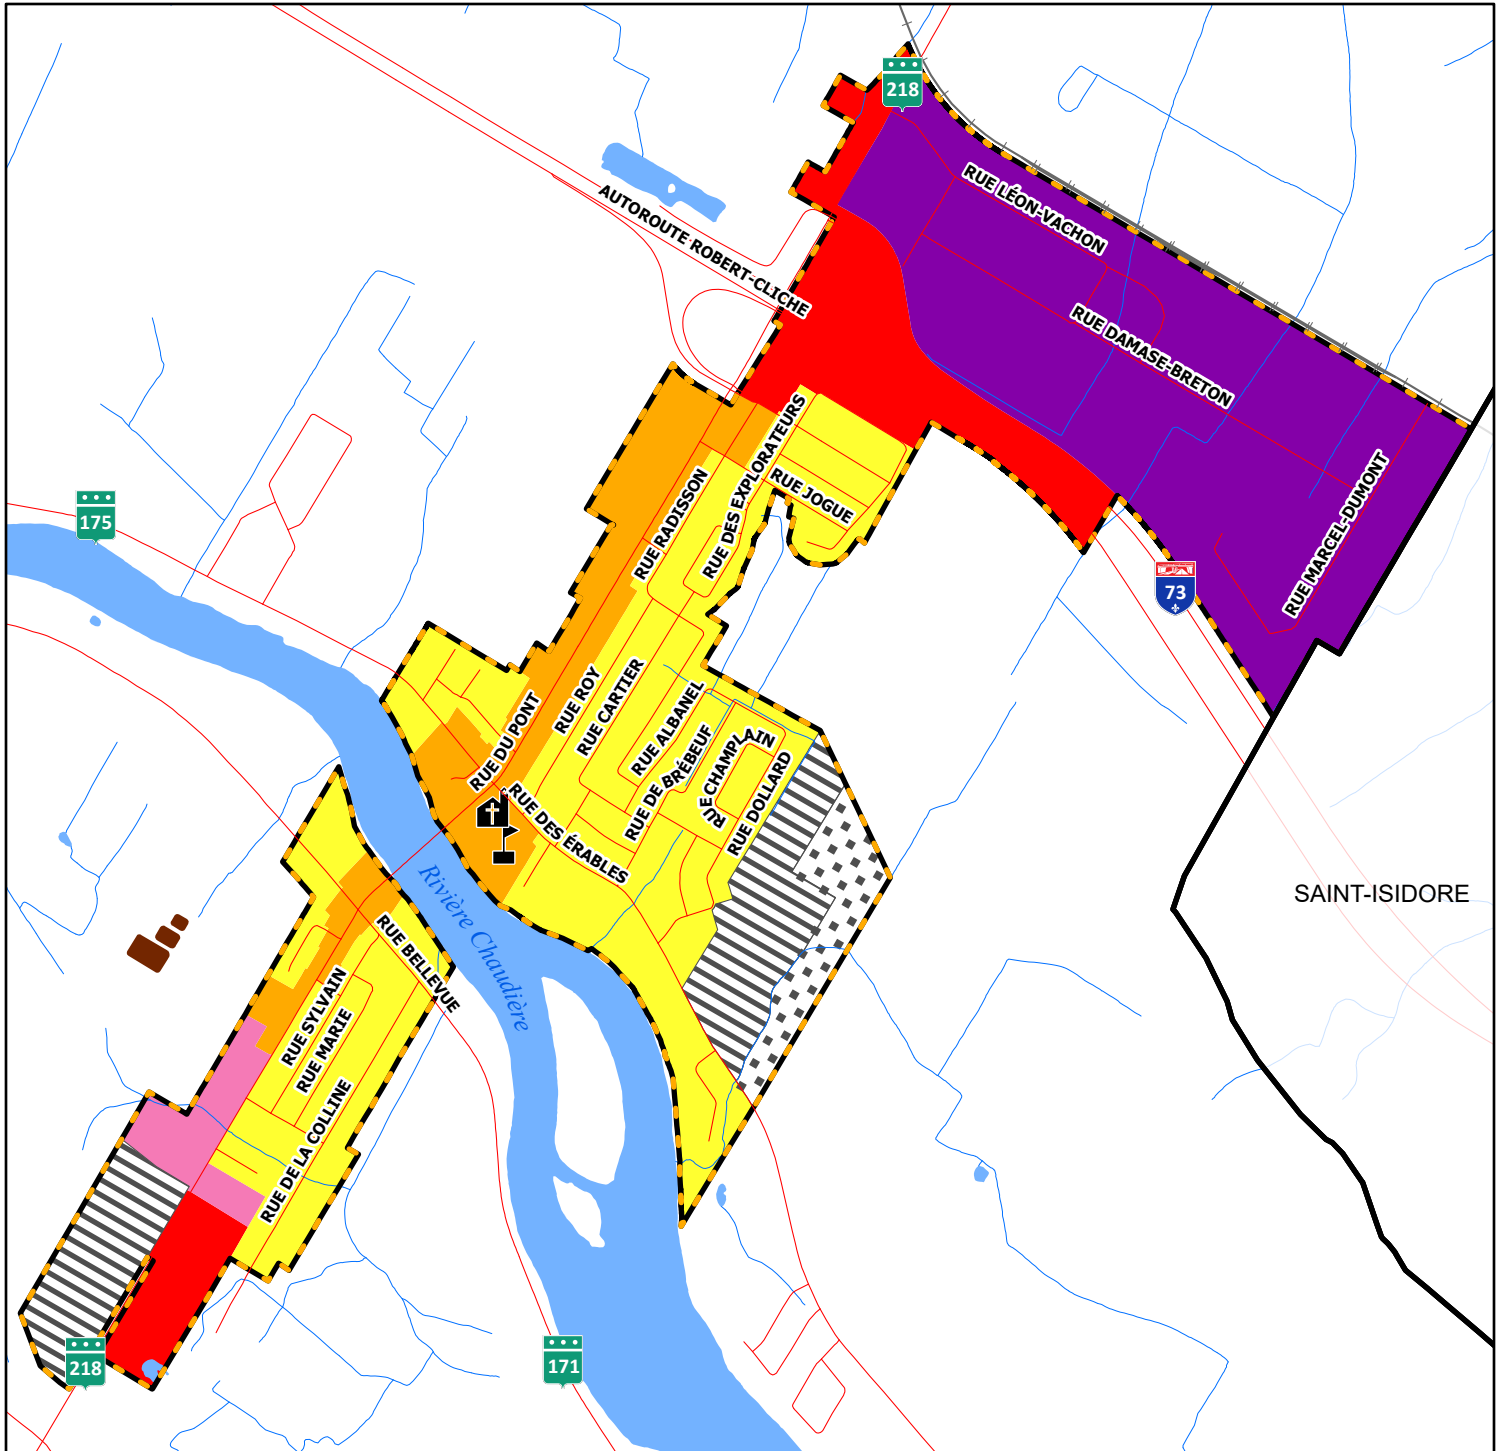 218
RUE LÉON-VACHON
AUTOROUTE ROBERT-CLICHE
RUE DAMASE-BRETON
RUE DES EXPLORATEURS
RUE JOGUE
RUE RADISSON
RUE MARCEL-DUMONT
175
73
RUE ROY
RUE CARTIER
RUE ALBANEL
RUE DU PONT
RUE DE BRÉBEUF
RUE CHAMPLAIN
RUE DOLLARD
RUE DES ÉRABLES
SAINT-ISIDORE
Rivière Chaudière
RUE BELLEVUE
RUE SYLVAIN
RUE MARIE
RUE DE LA COLLINE
218
171